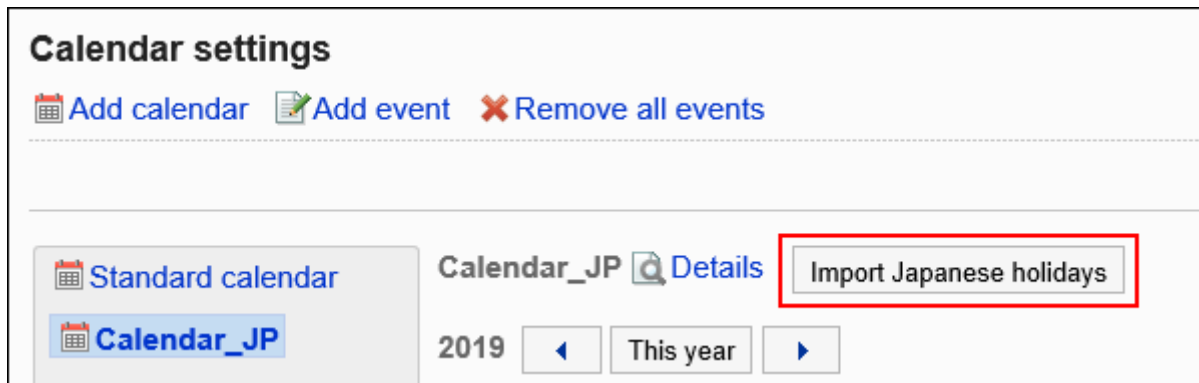 Calendar settings
Add calendar Add event Remove all events
Standard calendar
Calendar_JP
Calendar_JP Details Import Japanese holidays
2019 This year